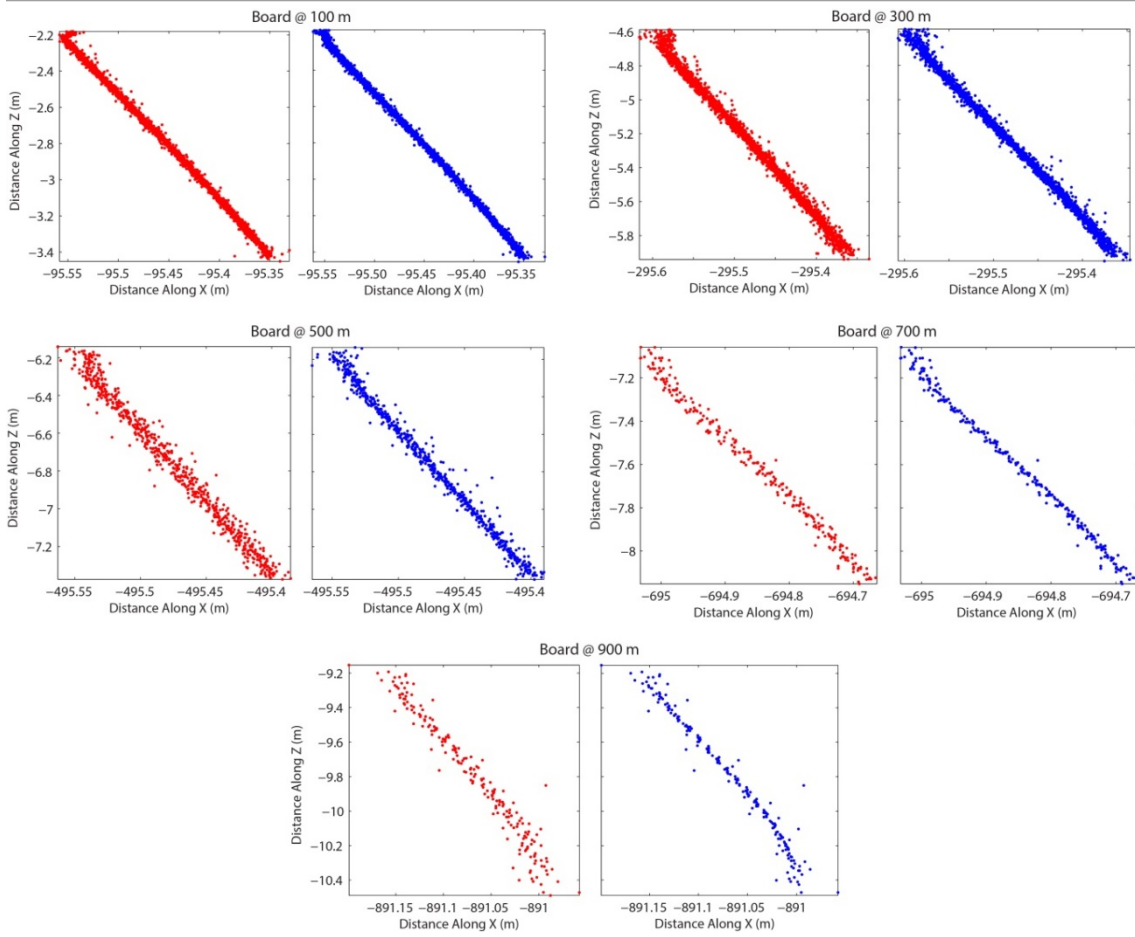 Board @ 100 m
Board @ 300 m
Distance Along Z (m)
−2.2
−2.4
−2.6
−2.8
−3
−3.2
−3.4
−95.55 −95.5 −95.45 −95.4 −95.35
Distance Along X (m)
−95.55 −95.50 −95.45 −95.40 −95.35
Distance Along X (m)
Distance Along Z (m)
−4.6
−4.8
−5
−5.2
−5.4
−5.6
−5.8
−295.6 −295.5 −295.4
Distance Along X (m)
−295.6 −295.5 −295.4
Distance Along X (m)
Board @ 500 m
Board @ 700 m
Distance Along Z (m)
−6.2
−6.4
−6.6
−6.8
−7
−7.2
−495.55 −495.5 −495.45 −495.4
Distance Along X (m)
−495.55 −495.5 −495.45 −495.4
Distance Along X (m)
Distance Along Z (m)
−7.2
−7.4
−7.6
−7.8
−8
−695 −694.9 −694.8 −694.7
Distance Along X (m)
−695 −694.9 −694.8 −694.7
Distance Along X (m)
Board @ 900 m
Distance Along Z (m)
−9.2
−9.4
−9.6
−9.8
−10
−10.2
−10.4
−891.15 −891.1 −891.05 −891
Distance Along X (m)
−891.15 −891.1 −891.05 −891
Distance Along X (m)